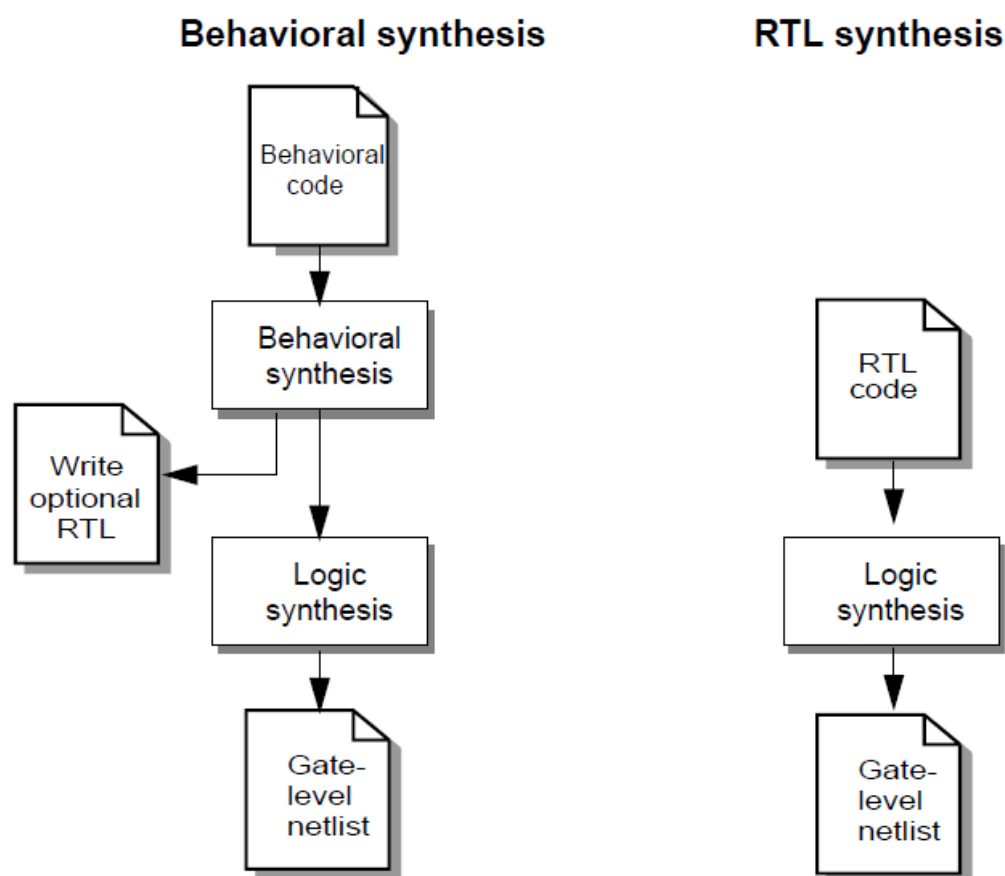 Behavioral synthesis
RTL synthesis
Behavioral
code
Behavioral
synthesis
Write
optional
RTL
Logic
synthesis
Gate-
level
netlist
RTL
code
Logic
synthesis
Gate-
level
netlist